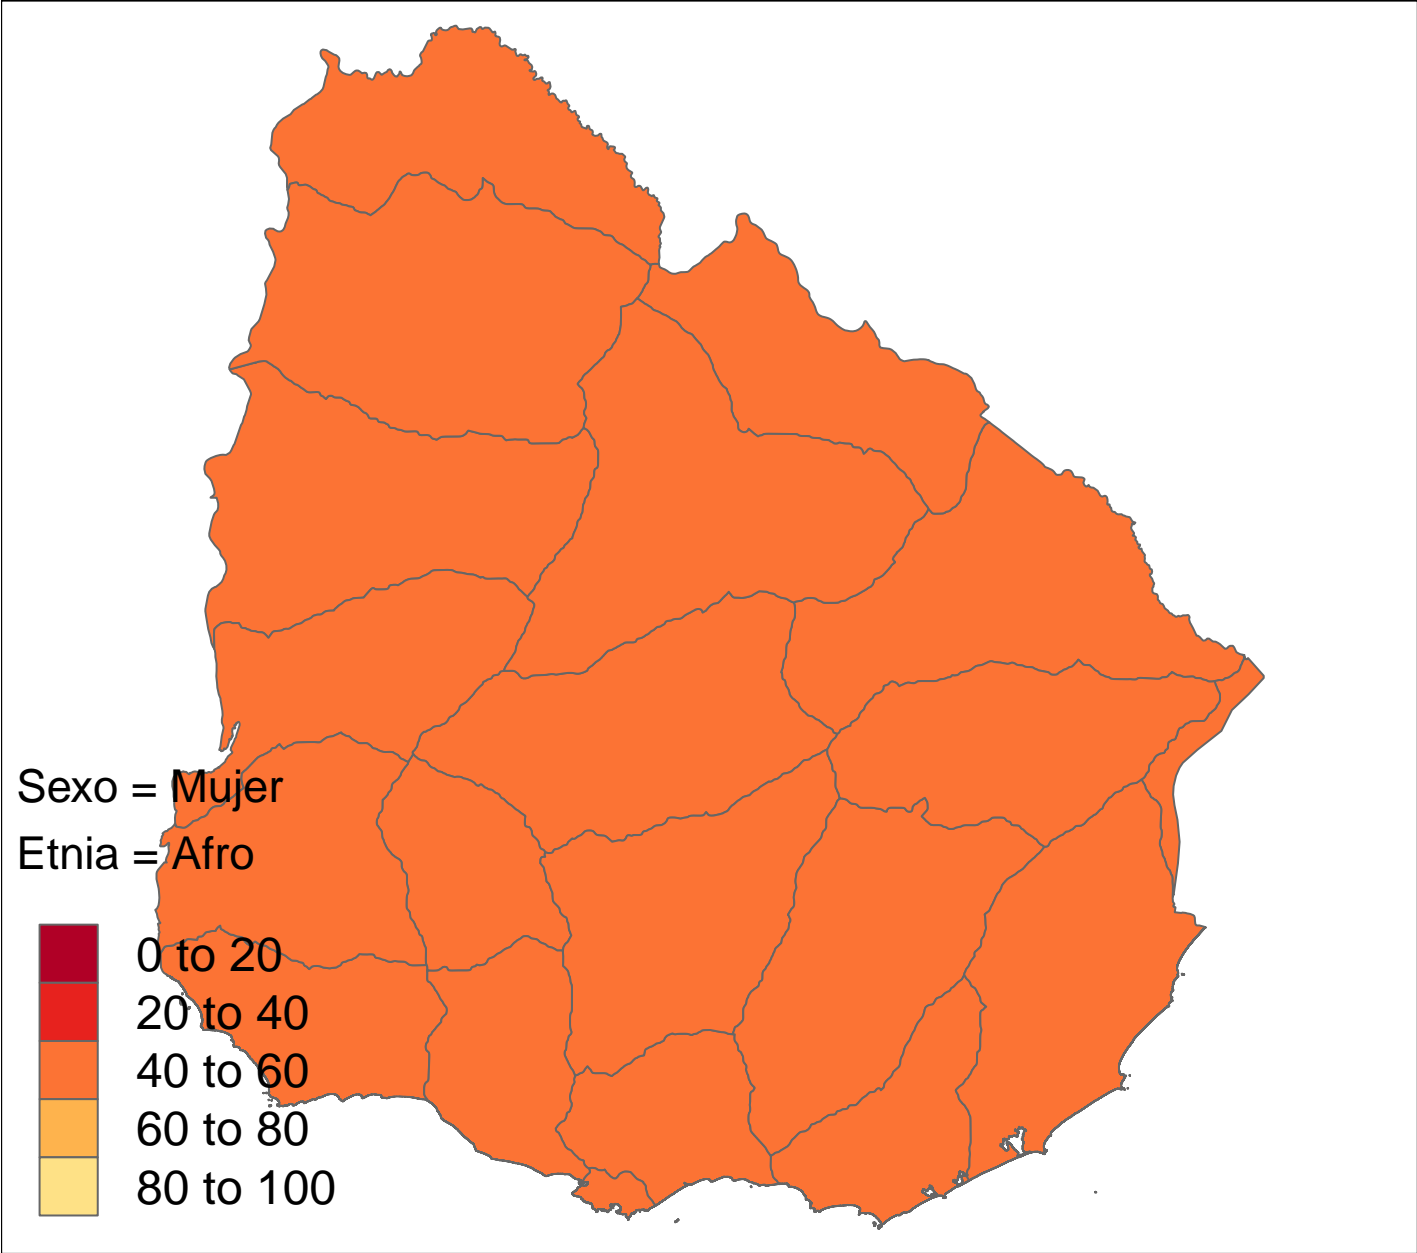 Sexo = Mujer
Etnia = Afro
0 to 20
20 to 40
40 to 60
60 to 80
80 to 100